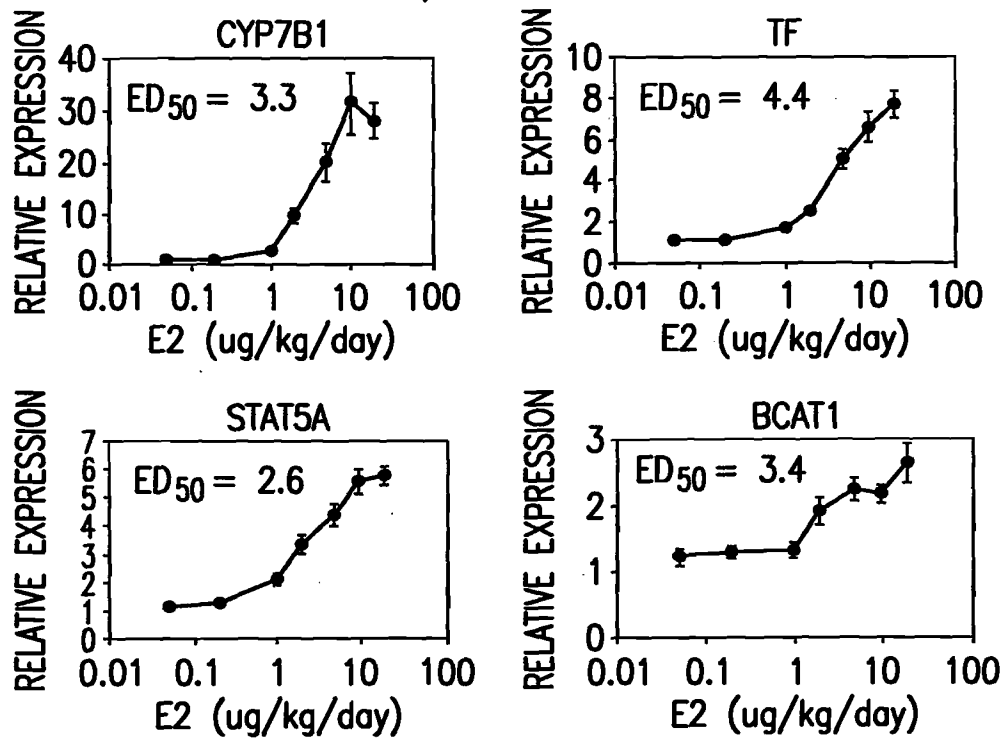 CYP7B1
RELATIVE EXPRESSION
40
30
20
10
0
ED50 = 3.3
0.01 0.1 1 10 100
E2 (ug/kg/day)
TF
RELATIVE EXPRESSION
10
8
6
4
2
0
ED50 = 4.4
0.01 0.1 1 10 100
E2 (ug/kg/day)
STAT5A
RELATIVE EXPRESSION
7
6
5
4
3
2
1
0
ED50 = 2.6
0.01 0.1 1 10 100
E2 (ug/kg/day)
BCAT1
RELATIVE EXPRESSION
3
2
1
0
ED50 = 3.4
0.01 0.1 1 10 100
E2 (ug/kg/day)